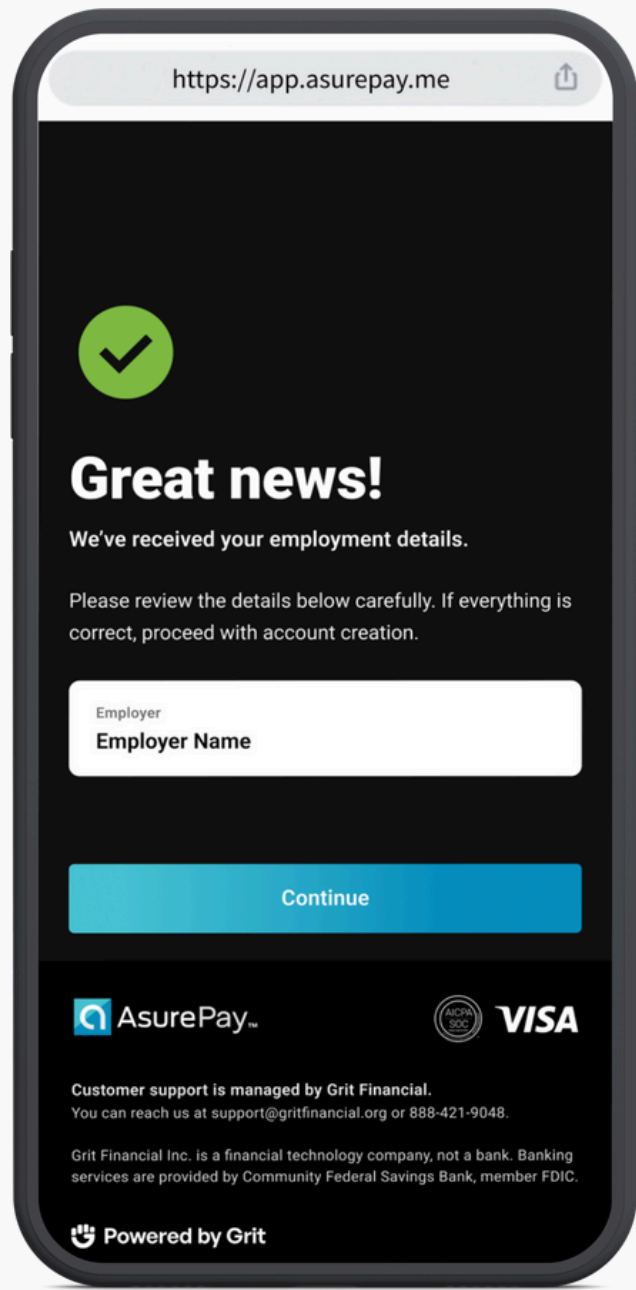 https://app.asurepay.me
Great news!
We’ve received your employment details.
Please review the details below carefully. If everything is
correct, proceed with account creation.
Employer
Employer Name
Continue
AsurePay™
AICPA
SOC
VISA
Customer support is managed by Grit Financial.
You can reach us at support@gritfinancial.org or 888-421-9048.
Grit Financial Inc. is a financial technology company, not a bank. Banking
services are provided by Community Federal Savings Bank, member FDIC.
Powered by Grit